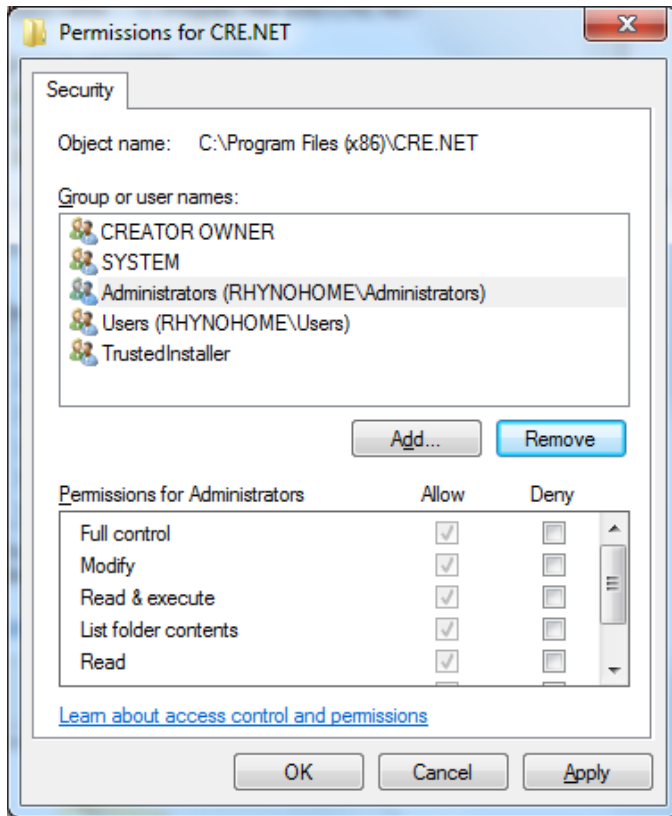 Permissions for CRE.NET
Security
Object name: C:\Program Files (x86)\CRE.NET
Group or user names:
CREATOR OWNER
SYSTEM
Administrators (RHYNOHOME\Administrators)
Users (RHYNOHOME\Users)
TrustedInstaller
Add... Remove
Permissions for Administrators Allow Deny
Full control
Modify
Read & execute
List folder contents
Read
Learn about access control and permissions
OK Cancel Apply